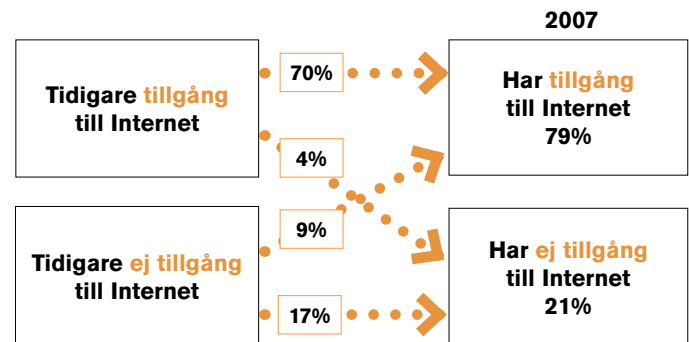 2007
Tidigare tillgång
till Internet
70%
Har tillgång
till Internet
79%
4%
Tidigare ej tillgång
till Internet
9%
Har ej tillgång
till Internet
21%
17%